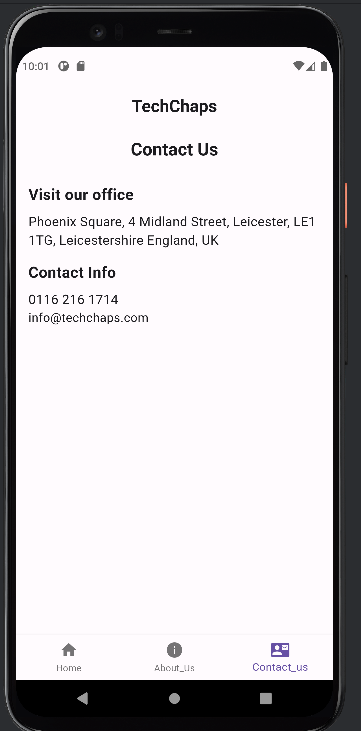 10:01
TechChaps
Contact Us
Visit our office
Phoenix Square, 4 Midland Street, Leicester, LE1
1TG, Leicestershire England, UK
Contact Info
0116 216 1714
info@techchaps.com
Home
About_Us
Contact_us